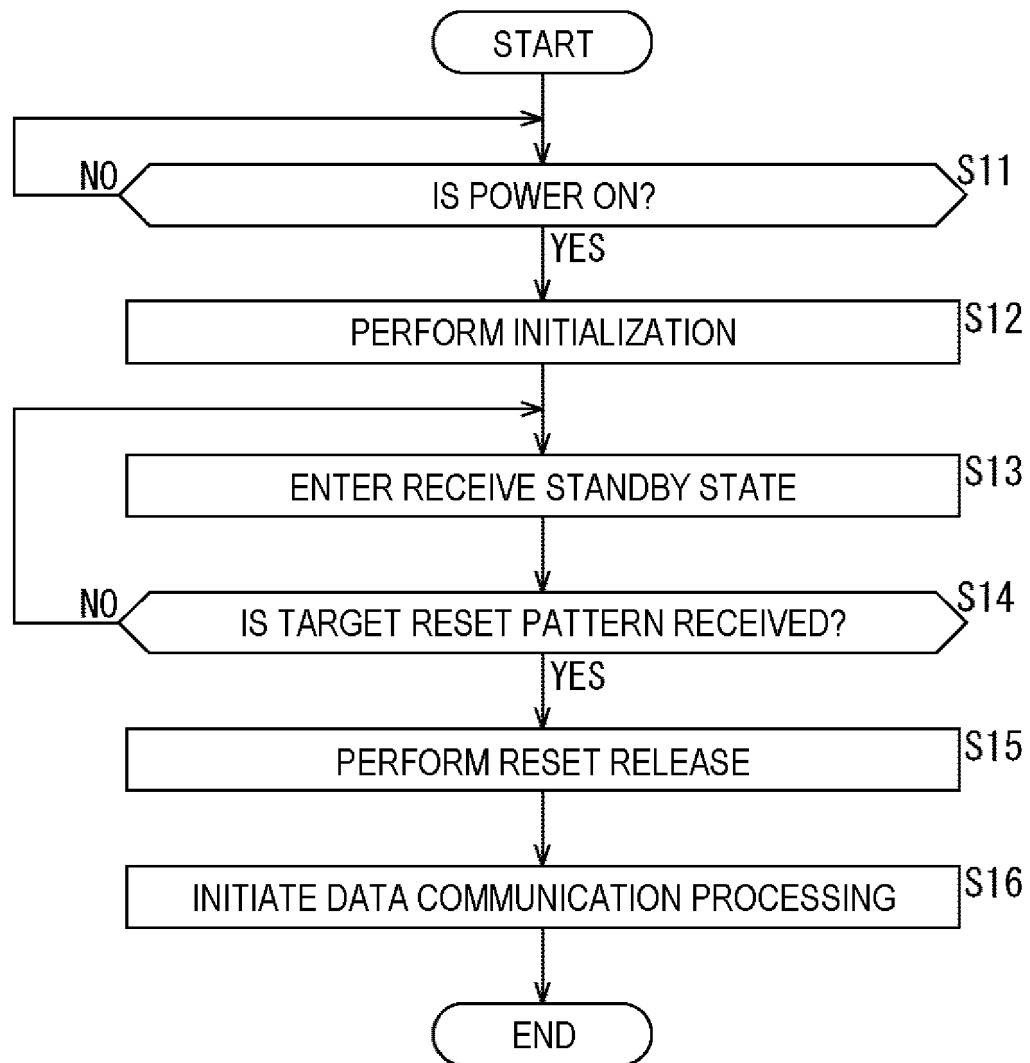 START
NO
IS POWER ON?
S11
YES
PERFORM INITIALIZATION
S12
ENTER RECEIVE STANDBY STATE
S13
NO
IS TARGET RESET PATTERN RECEIVED?
S14
YES
PERFORM RESET RELEASE
S15
INITIATE DATA COMMUNICATION PROCESSING
S16
END